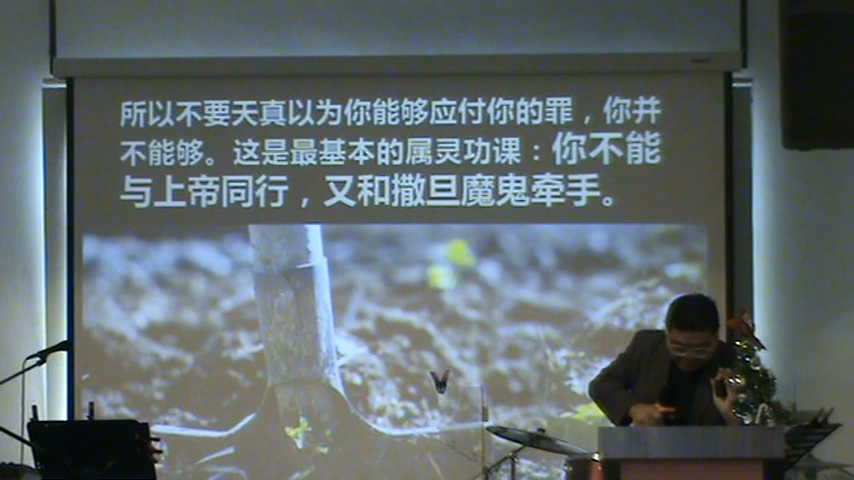 所以不要天真以为你能够应付你的罪，你并
不能够。这是最基本的属灵功课：你不能
与上帝同行，又和撒旦魔鬼牵手。